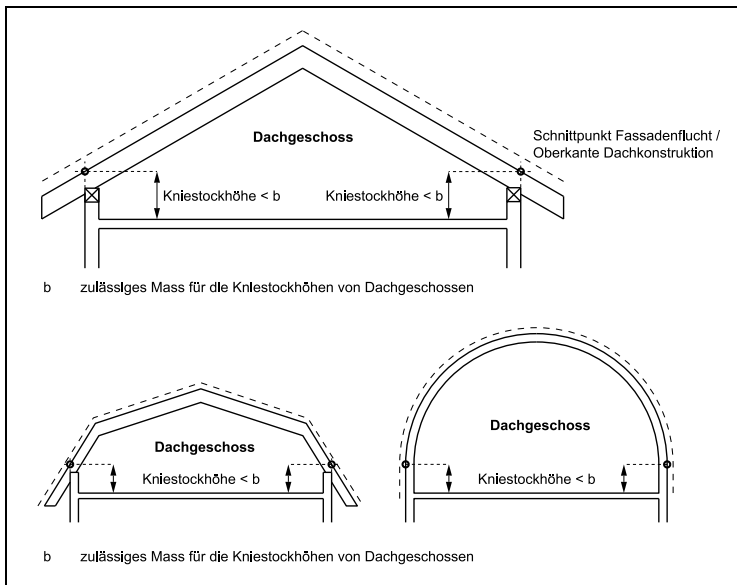 Dachgeschoss
Schnittpunkt Fassadenflucht /
Oberkante Dachkonstruktion
Kniestockhöhe < b
Kniestockhöhe < b
b zulässiges Mass für die Kniestockhöhen von Dachgeschossen
Dachgeschoss
Kniestockhöhe < b
Dachgeschoss
Kniestockhöhe < b
b zulässiges Mass für die Kniestockhöhen von Dachgeschossen